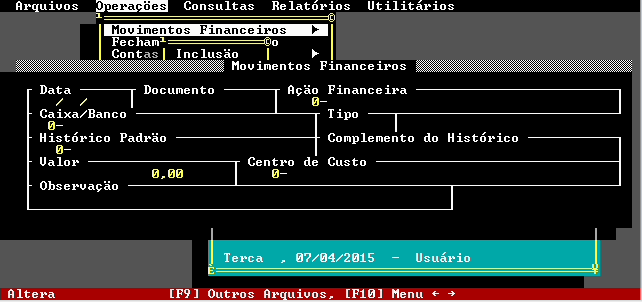 Arquivos Operações Consultas Relatórios Utilitários
Movimentos Financeiros
Fecham o
Contas Inclusão
Movimentos Financeiros
Data Documento Ação Financeira
/ / 0-
Caixa/Banco Tipo
0-
Histórico Padrão Complemento do Histórico
0-
Valor Centro de Custo
0,00 0-
Observação
Terca , 07/04/2015 - Usuário
Altera [F9] Outros Arquivos, [F10] Menu ← →